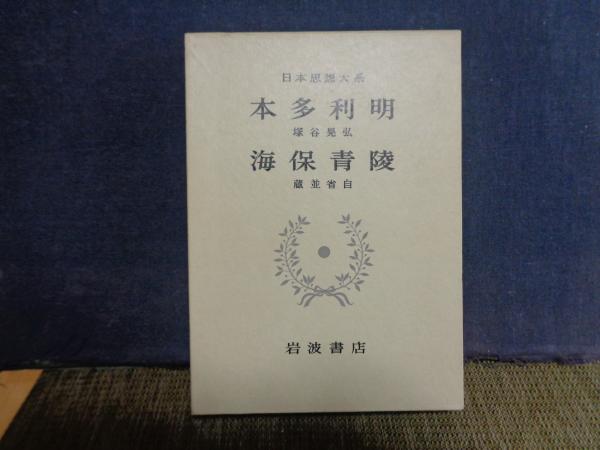 日本思想大系
本多利明
塚谷晃弘
海保青陵
蔵並省自
岩波書店